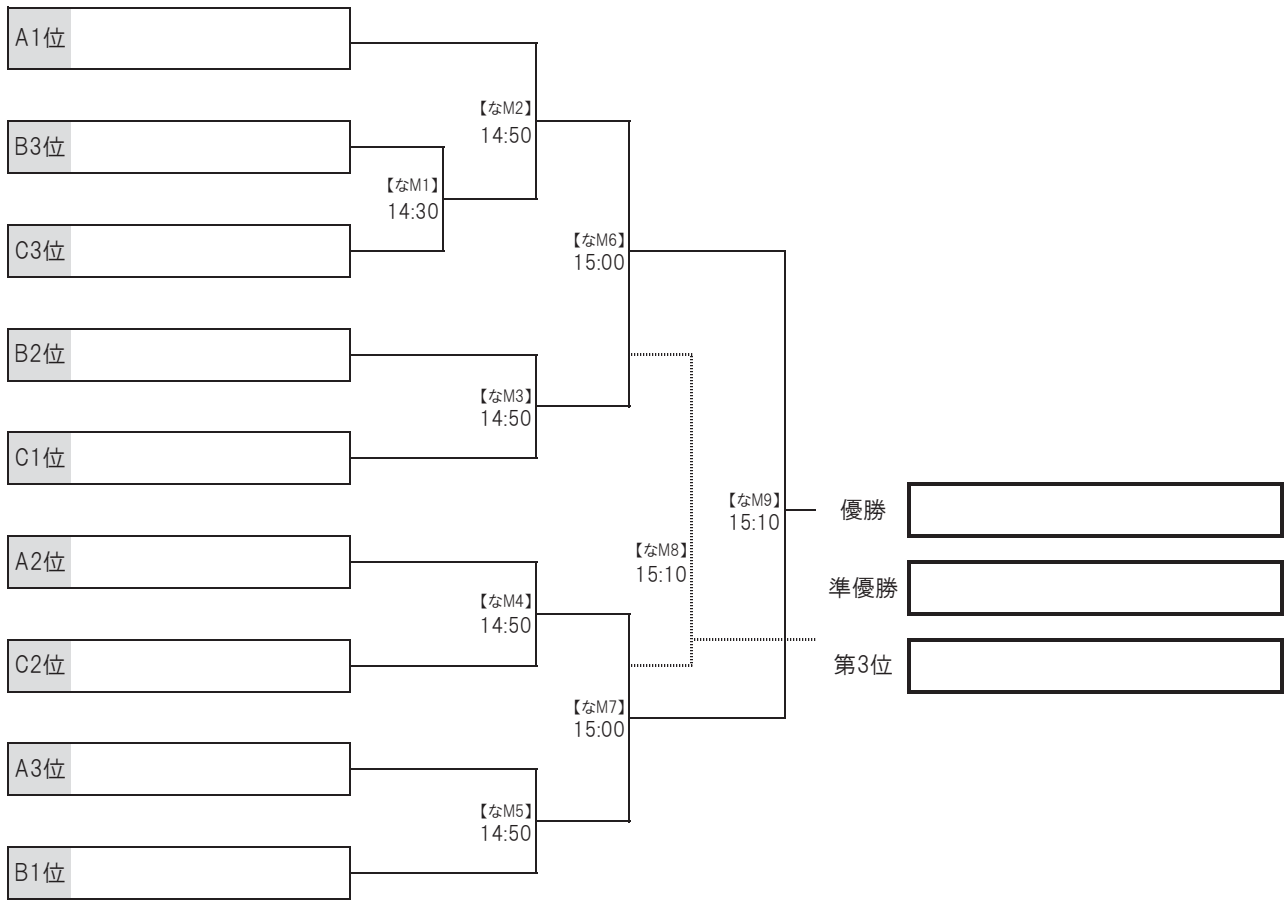 A1位
【なM2】
14:50
B3位
【なM1】
14:30
C3位
【なM6】
15:00
B2位
【なM3】
14:50
C1位
【なM9】
15:10
優勝
【なM8】
15:10
A2位
準優勝
【なM4】
14:50
C2位
第3位
【なM7】
15:00
A3位
【なM5】
14:50
B1位